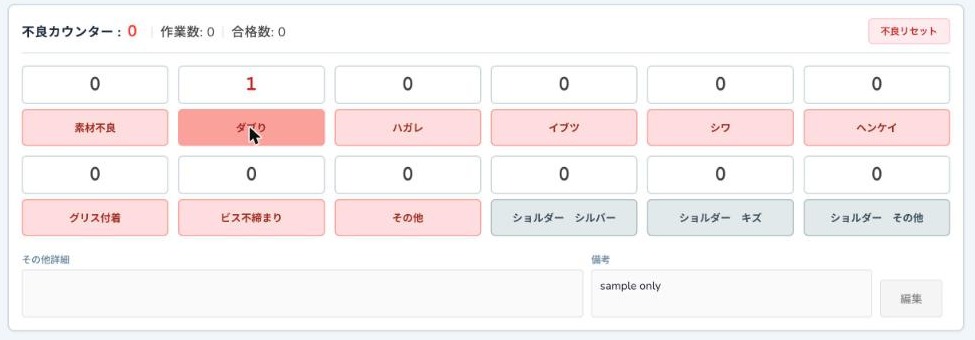 不良カウンター： 0 作業数: 0 合格数: 0 不良リセット
0 1 0 0 0 0
素材不良 ダブり ハガレ イブツ シワ ヘンケイ
0 0 0 0 0 0
グリス付着 ビス不締まり その他 ショルダー　シルバー ショルダー　キズ ショルダー　その他
その他詳細 備考
sample only
編集